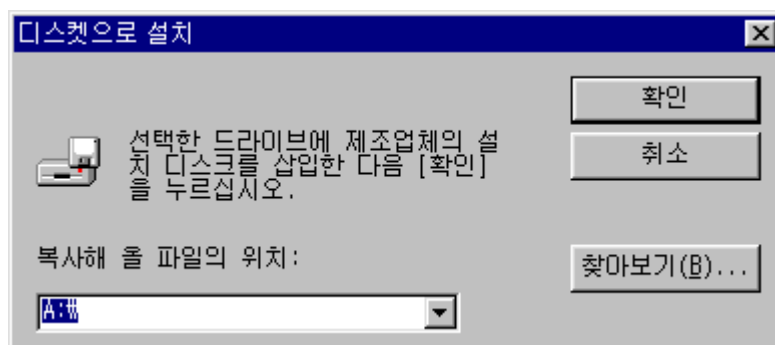 디스켓으로 설치
확인
선택한 드라이브에 제조업체의 설
치 디스크를 삽입한 다음 [확인]
을 누르십시오.
취소
복사해 올 파일의 위치:
찾아보기(B)...
A:₩